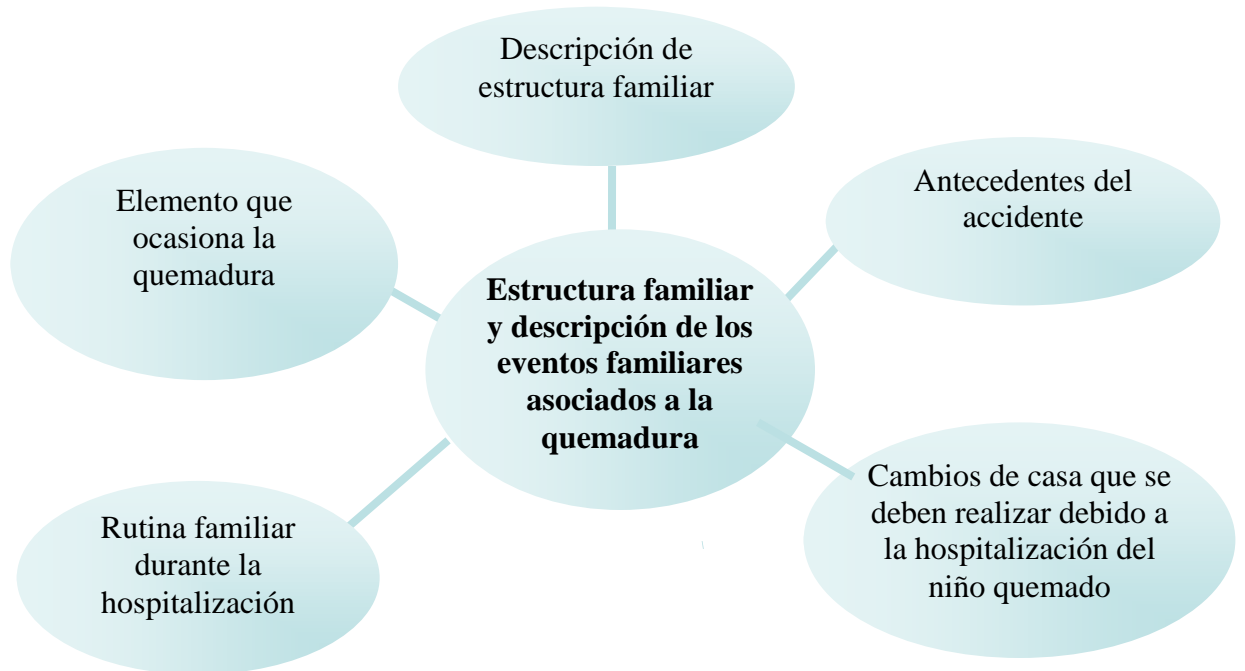 Descripción de
estructura familiar
Antecedentes del
accidente
Elemento que
ocasiona la
quemadura
Estructura familiar
y descripción de los
eventos familiares
asociados a la
quemadura
Cambios de casa que se
deben realizar debido a
la hospitalización del
niño quemado
Rutina familiar
durante la
hospitalización